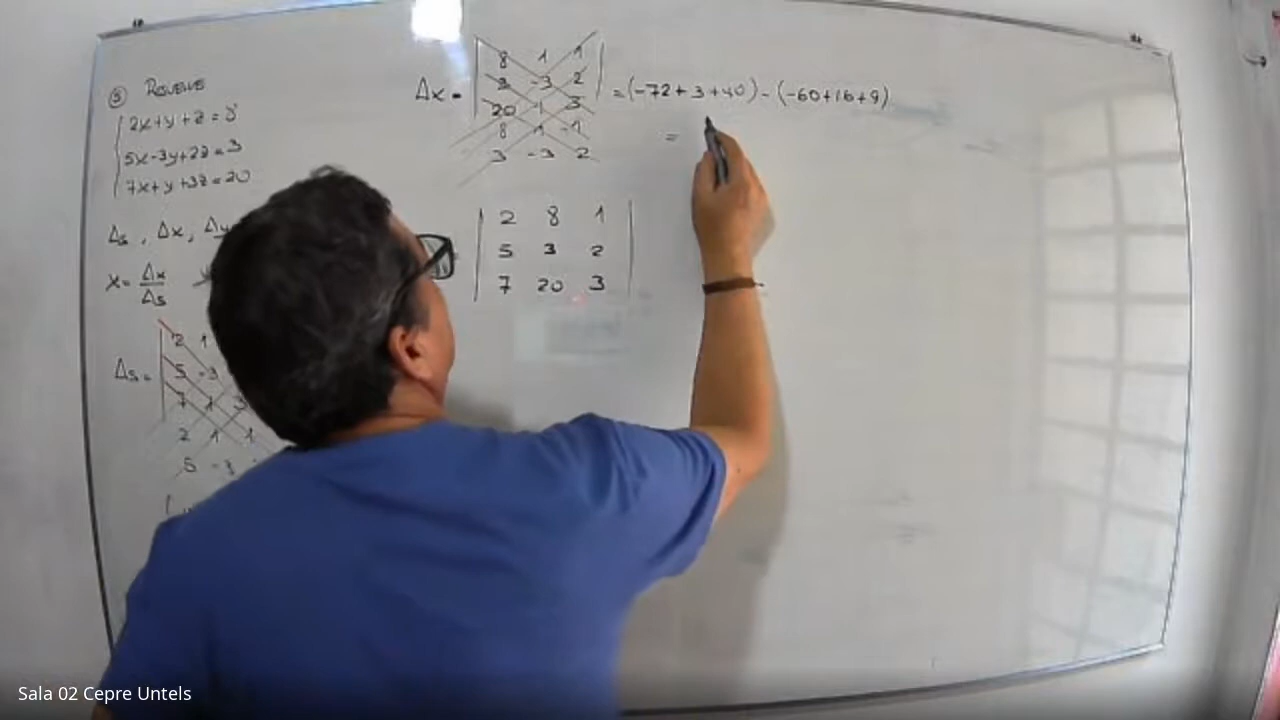 ③ RESUELVE
2x+y+z=8
5x-3y+2z=3
7x+y+3z=20
Δs , Δx, Δy
x= Δx
Δs
Δs=
2 1
5 -3
7 1 3
2 1 1
5 -3
Δx=
8 1 1
3 -3 2
20 1 3
8 1 1
3 -3 2
=(-72+3+40)-(-60+16+9)
=
2 8 1
5 3 2
7 20 3
Sala 02 Cepre Untels